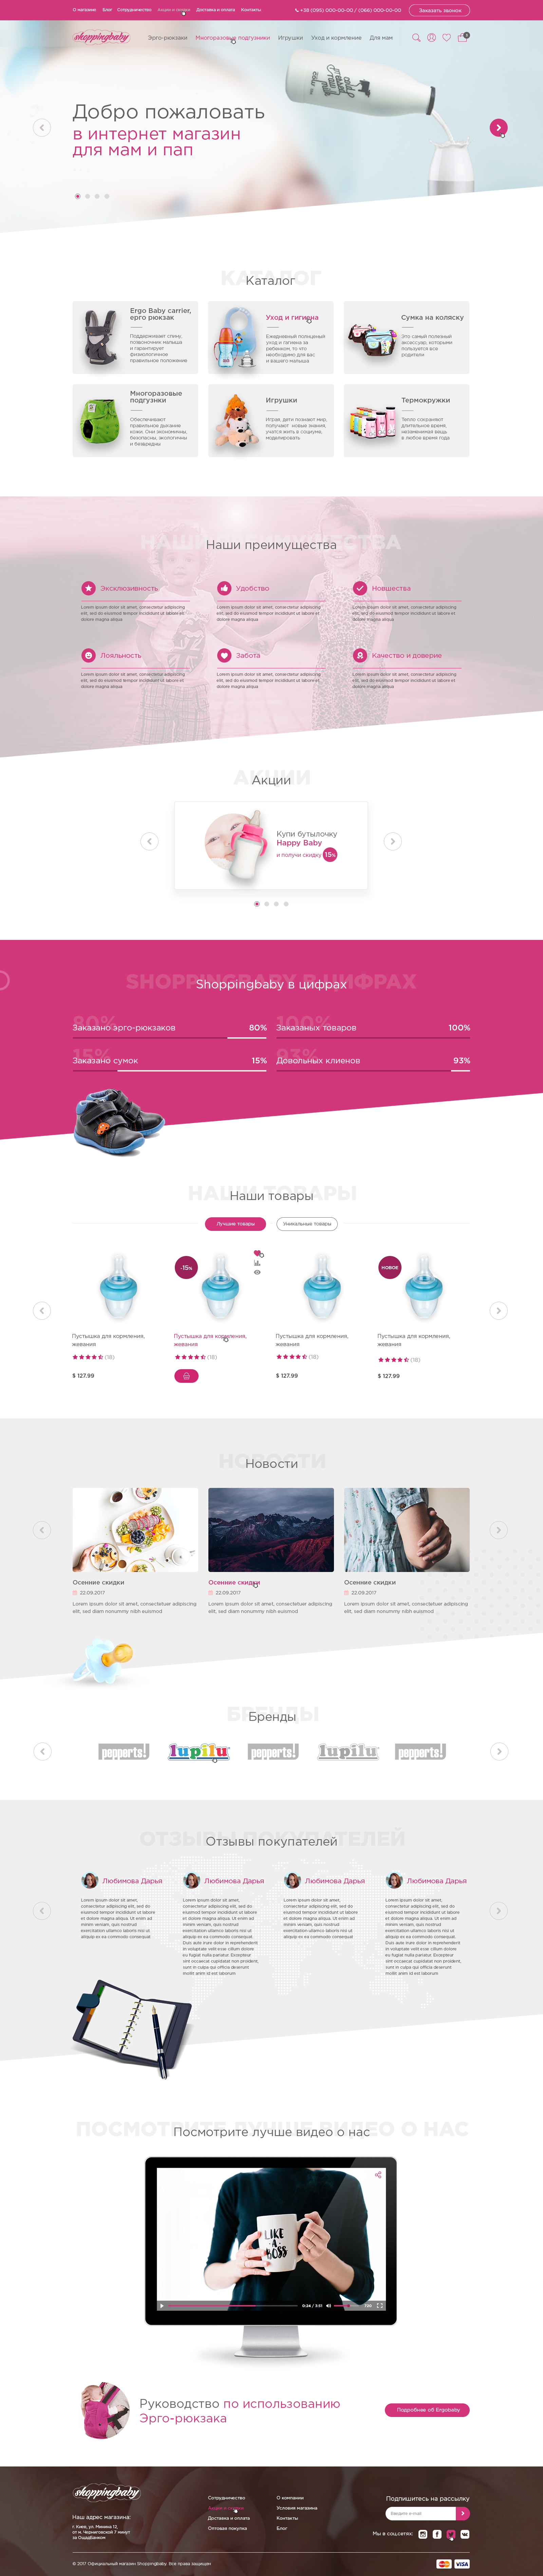 О магазине Блог Сотрудничество Акции и скидки Доставка и оплата Контакты +38 (095) 000-00-00 / (066) 000-00-00 Заказать звонок
shoppingbaby Эрго-рюкзаки Многоразовые подгузники Игрушки Уход и кормление Для мам
Добро пожаловать
в интернет магазин
для мам и пап
КАТАЛОГ
Каталог
Ergo Baby carrier,
ерго рюкзак
Поддерживает спину,
позвоночник малыша
и гарантирует
физиологичное
правильное положение
Уход и гигиена
Ежедневный полнценный
уход и гигиена за
ребенком, то что
необходимо для вас
и вашего малыша
Сумка на коляску
Это самый полезный
аксессуар, которыми
пользуются все
родители
Многоразовые
подгузнки
Обеспечивают
правильное дыхание
кожи. Они экономичны,
безопасны, экологичны
и безвредны
Игрушки
Играя, дети познают мир,
получают новые знания,
учатся жить в социуме,
моделировать
Термокружки
Тепло сохраняют
длительное время,
незаменимая вещь
в любое время года
НАШИ ПРЕИМУЩЕСТВА
Наши преимущества
Эксклюзивность
Lorem ipsum dolor sit amet, consectetur adipiscing
elit, sed do eiusmod tempor incididunt ut labore et
dolore magna aliqua
Удобство
Lorem ipsum dolor sit amet, consectetur adipiscing
elit, sed do eiusmod tempor incididunt ut labore et
dolore magna aliqua
Новшества
Lorem ipsum dolor sit amet, consectetur adipiscing
elit, sed do eiusmod tempor incididunt ut labore et
dolore magna aliqua
Лояльность
Lorem ipsum dolor sit amet, consectetur adipiscing
elit, sed do eiusmod tempor incididunt ut labore et
dolore magna aliqua
Забота
Lorem ipsum dolor sit amet, consectetur adipiscing
elit, sed do eiusmod tempor incididunt ut labore et
dolore magna aliqua
Качество и доверие
Lorem ipsum dolor sit amet, consectetur adipiscing
elit, sed do eiusmod tempor incididunt ut labore et
dolore magna aliqua
АКЦИИ
Акции
Купи бутылочку
Happy Baby
и получи скидку 15%
SHOPPINGBABY В ЦИФРАХ
Shoppingbaby в цифрах
80%
Заказано эрго-рюкзаков 80%
100%
Заказаных товаров 100%
15%
Заказано сумок 15%
93%
Довольных клиенов 93%
НАШИ ТОВАРЫ
Наши товары
Лучшие товары Уникальные товары
Пустышка для кормления,
жевания
(18)
$ 127.99
-15%
Пустышка для кормления,
жевания
(18)
Пустышка для кормления,
жевания
(18)
$ 127.99
НОВОЕ
Пустышка для кормления,
жевания
(18)
$ 127.99
НОВОСТИ
Новости
Осенние скидки
22.09.2017
Lorem ipsum dolor sit amet, consectetuer adipiscing
elit, sed diam nonummy nibh euismod
Осенние скидки
22.09.2017
Lorem ipsum dolor sit amet, consectetuer adipiscing
elit, sed diam nonummy nibh euismod
Осенние скидки
22.09.2017
Lorem ipsum dolor sit amet, consectetuer adipiscing
elit, sed diam nonummy nibh euismod
БРЕНДЫ
Бренды
pepperts! lupilu pepperts! lupilu pepperts!
ОТЗЫВЫ ПОКУПАТЕЛЕЙ
Отзывы покупателей
Любимова Дарья
Lorem ipsum dolor sit amet,
consectetur adipiscing elit, sed do
eiusmod tempor incididunt ut labore
et dolore magna aliqua. Ut enim ad
minim veniam, quis nostrud
exercitation ullamco laboris nisi ut
aliquip ex ea commodo consequat.
Любимова Дарья
Lorem ipsum dolor sit amet,
consectetur adipiscing elit, sed do
eiusmod tempor incididunt ut labore
et dolore magna aliqua. Ut enim ad
minim veniam, quis nostrud
exercitation ullamco laboris nisi ut
aliquip ex ea commodo consequat.
Duis aute irure dolor in reprehenderit
in voluptate velit esse cillum dolore
eu fugiat nulla pariatur. Excepteur
sint occaecat cupidatat non proident,
sunt in culpa qui officia deserunt
mollit anim id est laborum.
Любимова Дарья
Lorem ipsum dolor sit amet,
consectetur adipiscing elit, sed do
eiusmod tempor incididunt ut labore
et dolore magna aliqua. Ut enim ad
minim veniam, quis nostrud
exercitation ullamco laboris nisi ut
aliquip ex ea commodo consequat
Любимова Дарья
Lorem ipsum dolor sit amet,
consectetur adipiscing elit, sed do
eiusmod tempor incididunt ut labore
et dolore magna aliqua. Ut enim ad
minim veniam, quis nostrud
exercitation ullamco laboris nisi ut
aliquip ex ea commodo consequat.
Duis aute irure dolor in reprehenderit
in voluptate velit esse cillum dolore
eu fugiat nulla pariatur. Excepteur
sint occaecat cupidatat non proident,
sunt in culpa qui officia deserunt
mollit anim id est laborum.
ПОСМОТРИТЕ ЛУЧШЕ ВИДЕО О НАС
Посмотрите лучше видео о нас
LIKE
A
BOSS
0:24 / 3:51 720
Руководство по использованию
Эрго-рюкзака
Подробние об Ergobaby
shoppingbaby
Наш адрес магазина:
г. Киев, ул.Минина 12,
от м. Черниговской 7 минут
за ОщадБанком
Сотрудничество
Доставка и оплата
Оптовая покупка
О компании
Условия магазина
Контакты
Блог
Подпишитесь на рассылку
Введите e-mail
Мы в соц.сетях:
© 2017 Официальный магазин Shoppingbaby. Все права защищен MasterCard VISA